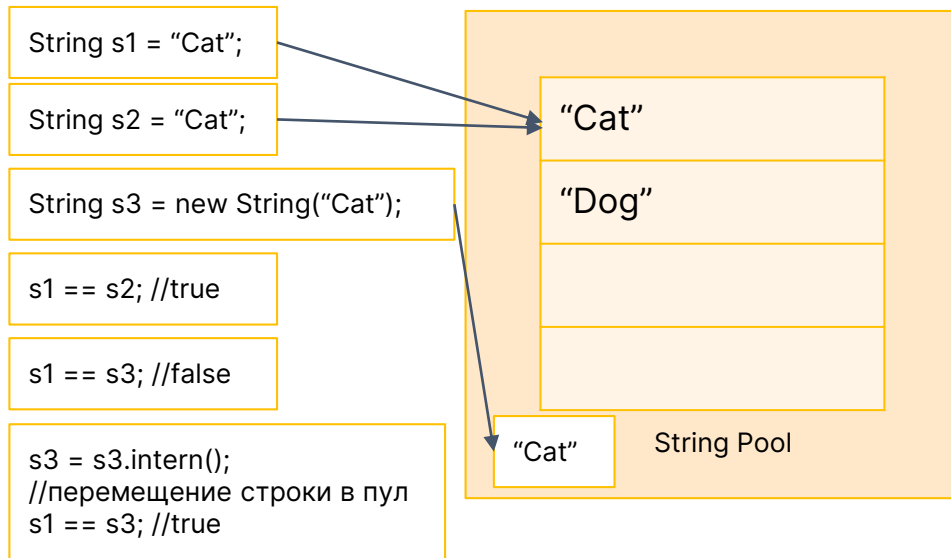 String s1 = “Cat”;
String s2 = “Cat”;
String s3 = new String(“Cat”);
s1 == s2; //true
s1 == s3; //false
s3 = s3.intern();
//перемещение строки в пул
s1 == s3; //true
“Cat”
“Dog”
“Cat”
String Pool